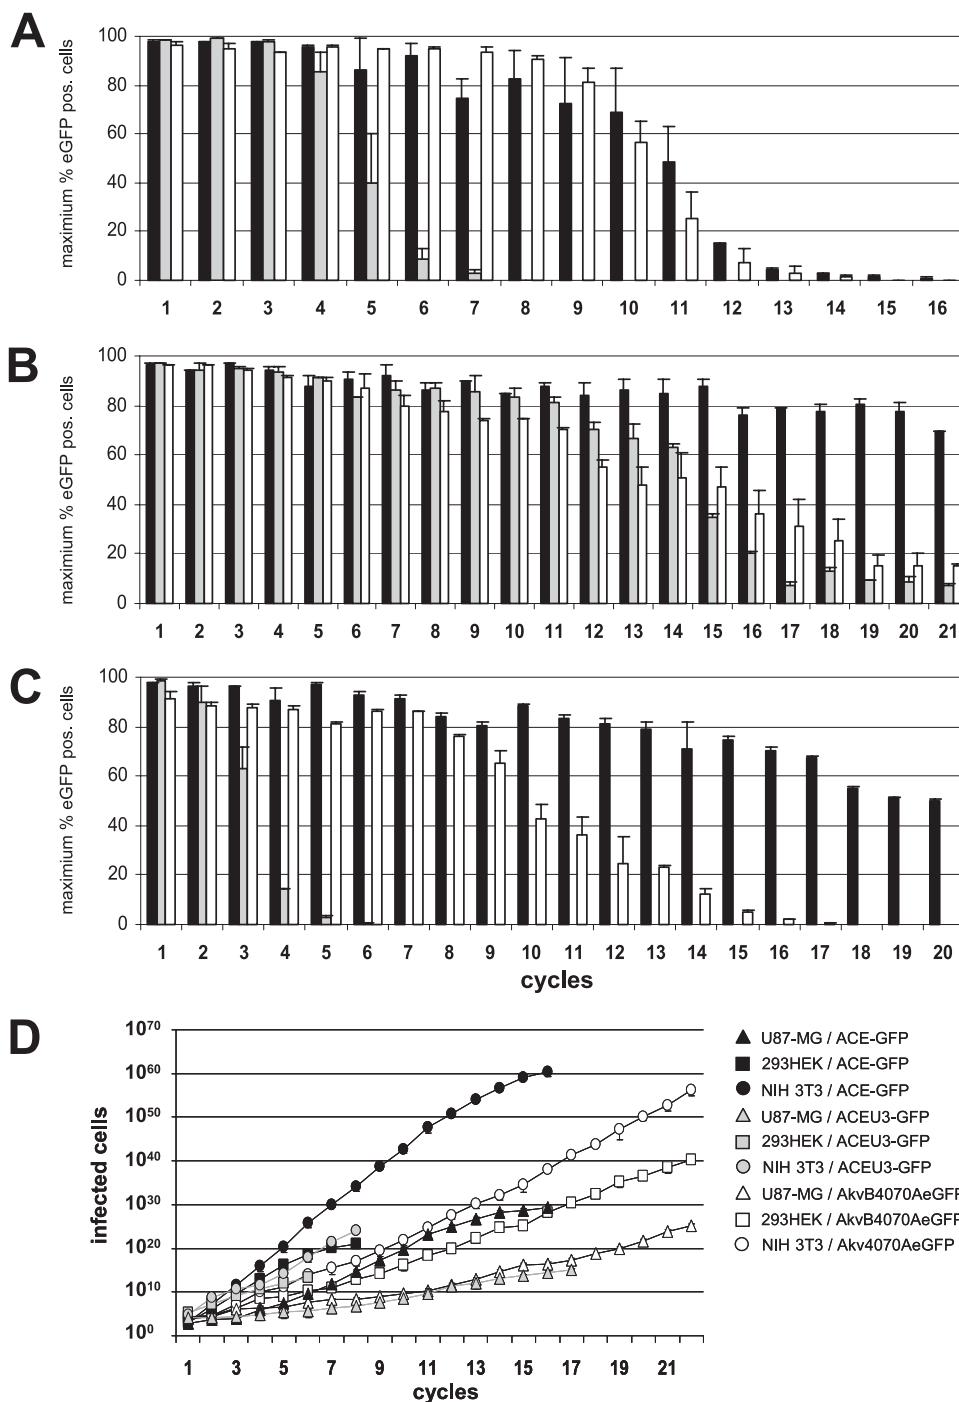 A
maximium % eGFP pos. cells
100
80
60
40
20
0
1 2 3 4 5 6 7 8 9 10 11 12 13 14 15 16
B
maximium % eGFP pos. cells
100
80
60
40
20
0
1 2 3 4 5 6 7 8 9 10 11 12 13 14 15 16 17 18 19 20 21
C
maximium % eGFP pos. cells
100
80
60
40
20
0
1 2 3 4 5 6 7 8 9 10 11 12 13 14 15 16 17 18 19 20
cycles
D
infected cells
10⁷⁰
10⁶⁰
10⁵⁰
10⁴⁰
10³⁰
10²⁰
10¹⁰
10⁰
1 3 5 7 9 11 13 15 17 19 21
cycles
U87-MG / ACE-GFP
293HEK / ACE-GFP
NIH 3T3 / ACE-GFP
U87-MG / ACEU3-GFP
293HEK / ACEU3-GFP
NIH 3T3 / ACEU3-GFP
U87-MG / AkvB4070AeGFP
293HEK / AkvB4070AeGFP
NIH 3T3 / Akv4070AeGFP